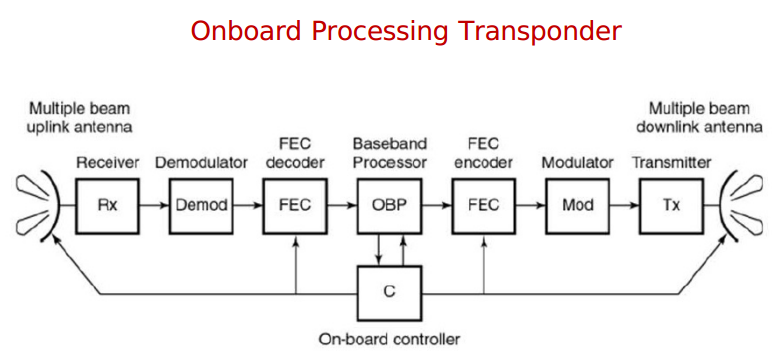 Onboard Processing Transponder
Multiple beam
uplink antenna
Multiple beam
downlink antenna
Receiver
Demodulator
FEC
decoder
Baseband
Processor
FEC
encoder
Modulator
Transmitter
Rx
Demod
FEC
OBP
FEC
Mod
Tx
C
On-board controller